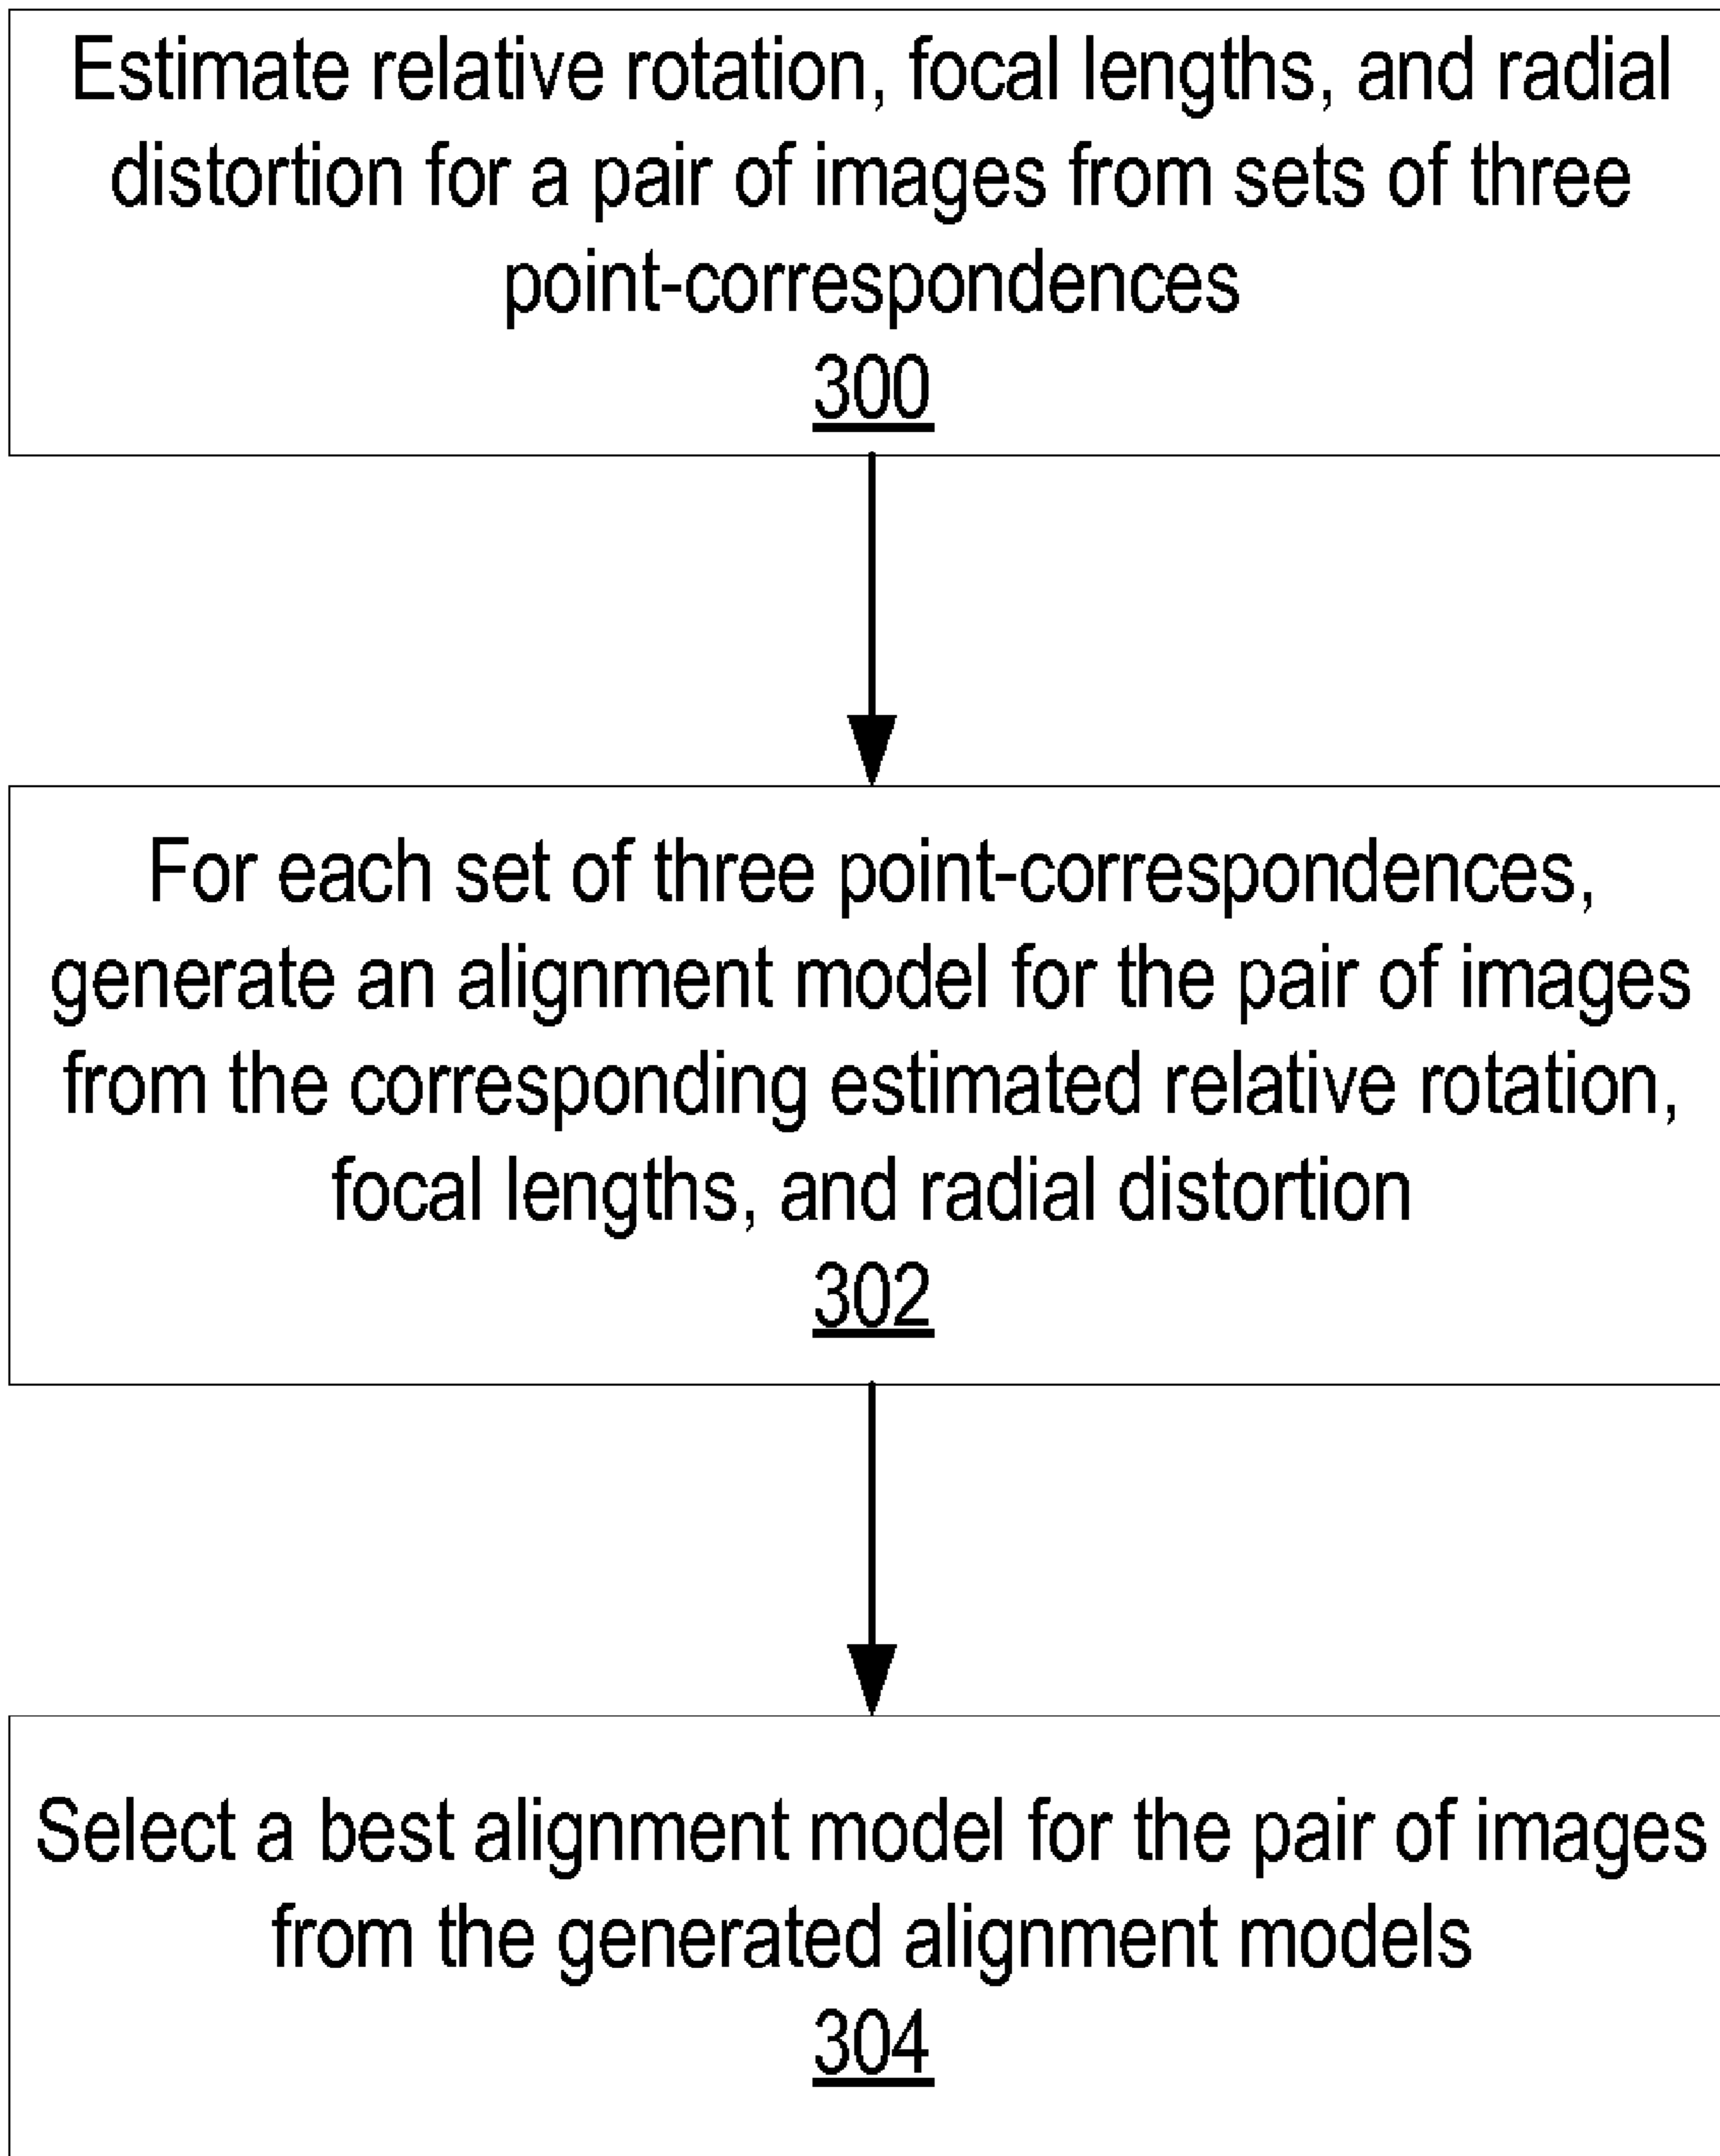 Estimate relative rotation, focal lengths, and radial
distortion for a pair of images from sets of three
point-correspondences
300
For each set of three point-correspondences,
generate an alignment model for the pair of images
from the corresponding estimated relative rotation,
focal lengths, and radial distortion
302
Select a best alignment model for the pair of images
from the generated alignment models
304